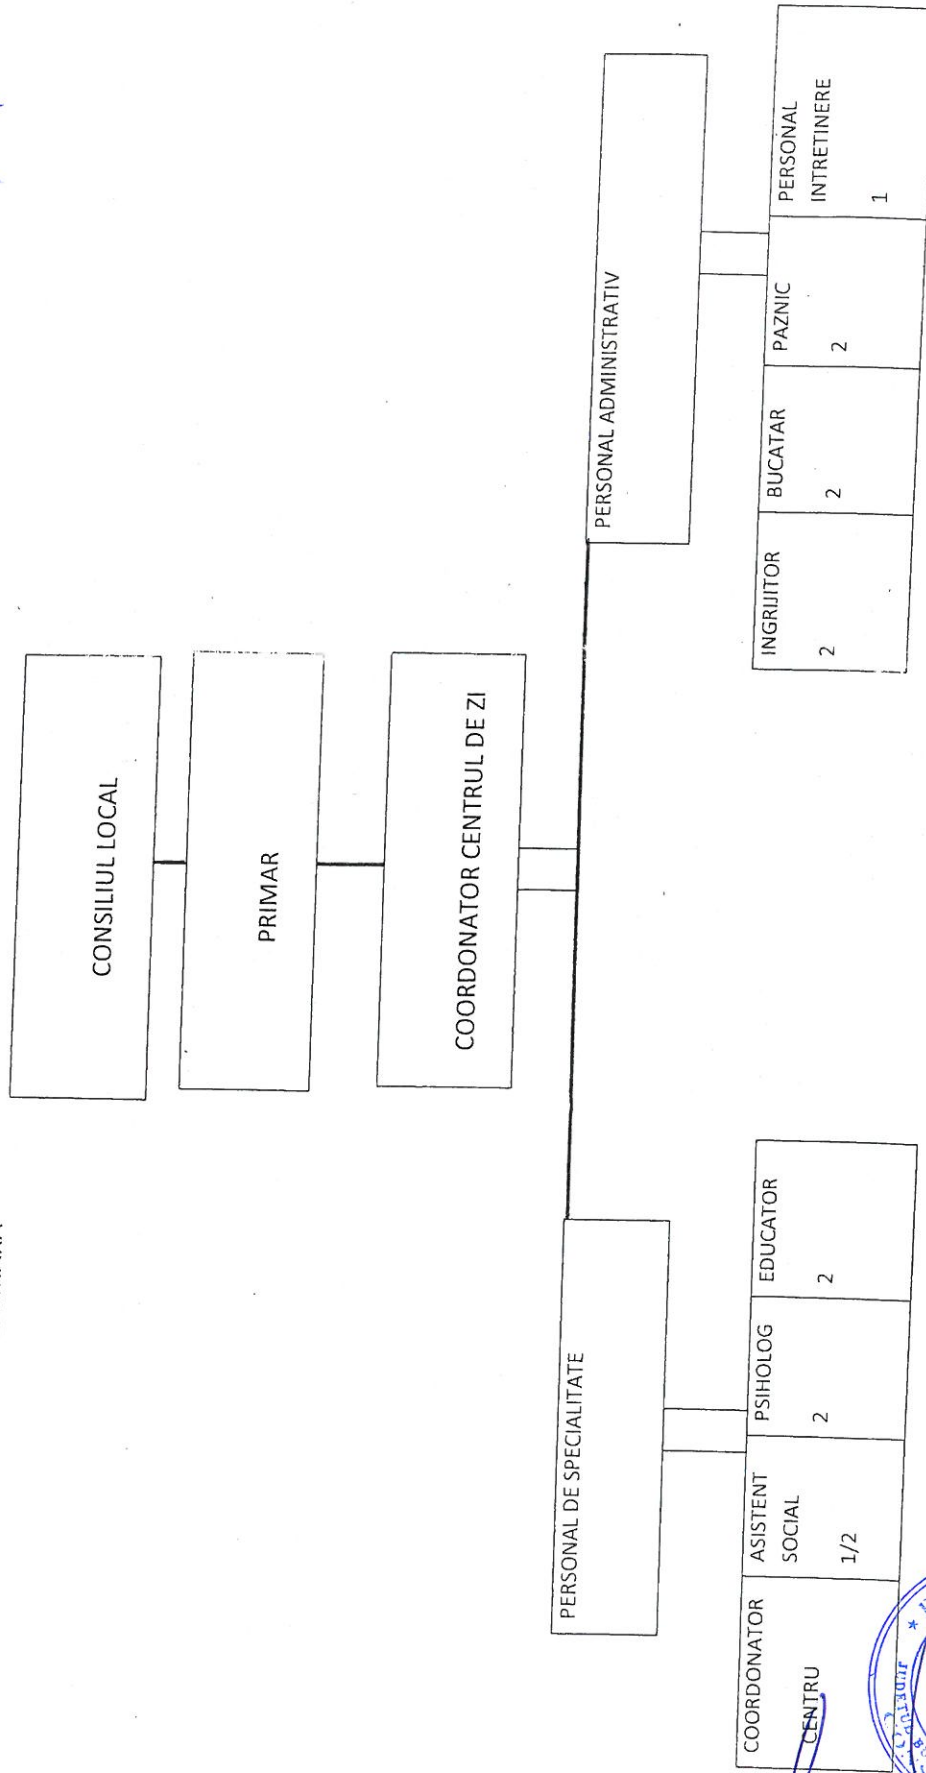 CONSILIUL LOCAL
PRIMAR
COORDONATOR CENTRUL DE ZI
PERSONAL DE SPECIALITATE
PERSONAL ADMINISTRATIV
COORDONATOR
CENTRU
ASISTENT
SOCIAL
1/2
PSIHOLOG
2
EDUCATOR
2
INGRIJITOR
2
BUCATAR
2
PAZNIC
2
PERSONAL
INTRETINERE
1